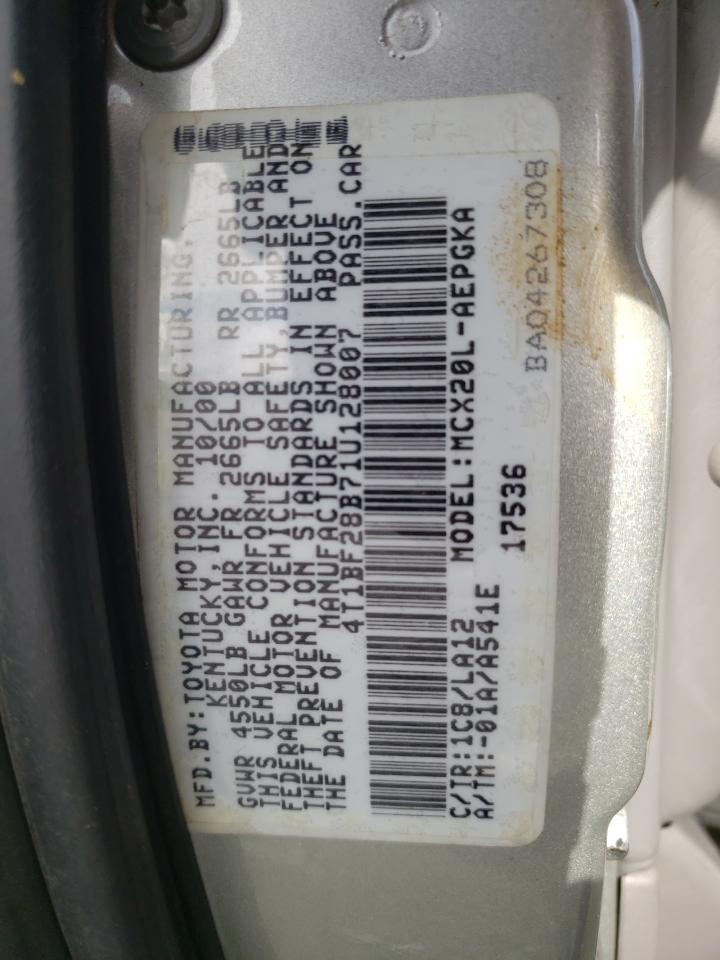 MFD.BY:TOYOTA MOTOR MANUFACTURING,
KENTUCKY,INC. 10/00
GVWR 4550LB GAWR FR 2665LB RR 2665LB
THIS VEHICLE CONFORMS TO ALL APPLICABLE
FEDERAL MOTOR VEHICLE SAFETY,BUMPER AND
THEFT PREVENTION STANDARDS IN EFFECT ON
THE DATE OF MANUFACTURE SHOWN ABOVE
4T1BF28B71U128007 PASS.CAR
C/TR:1C8/LA12 MODEL:MCX20L-AEPGKA
A/TM:-01A/A541E 17536
BA04267308